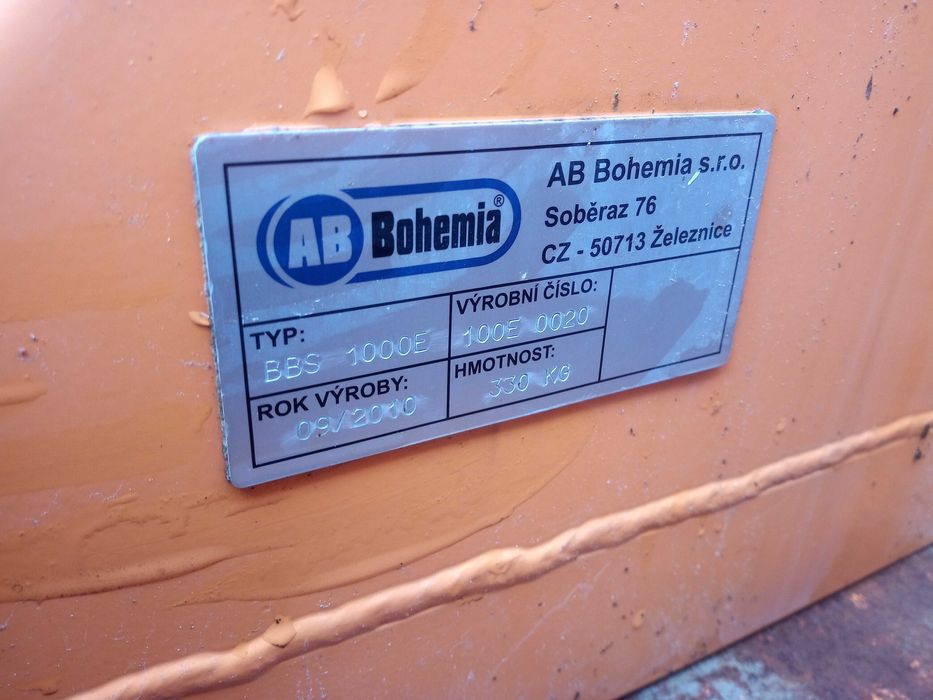 AB Bohemia®
AB Bohemia s.r.o.
Soběraz 76
CZ - 50713 Železnice
TYP:
BBS 1000E
VÝROBNÍ ČÍSLO:
100E 0020
ROK VÝROBY:
09/2010
HMOTNOST:
330 KG